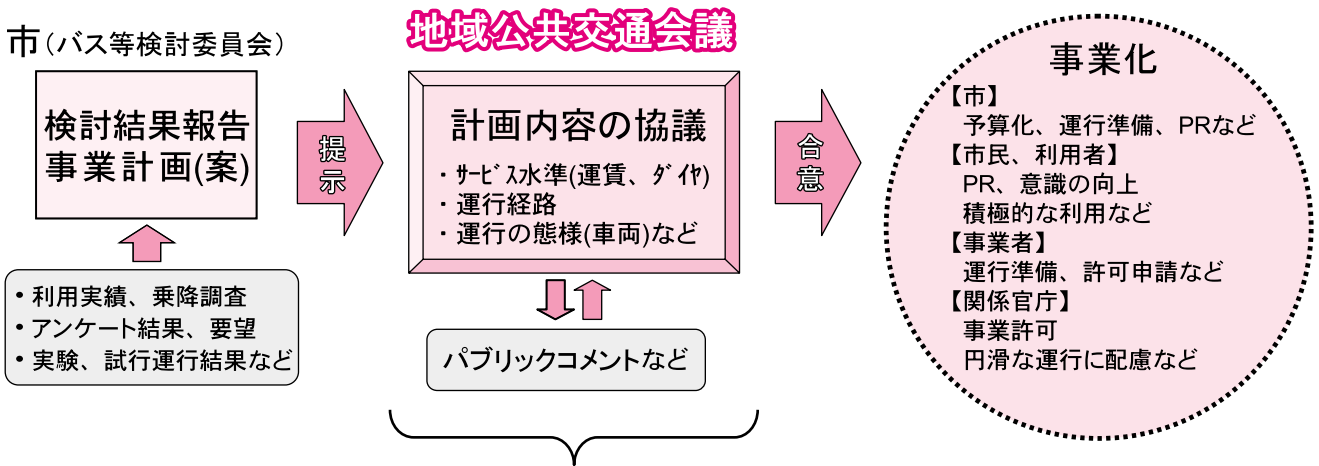 市（バス等検討委員会）
検討結果報告
事業計画(案)
・利用実績、乗降調査
・アンケート結果、要望
・実験、試行運行結果など
提示
地域公共交通会議
計画内容の協議
・ｻｰﾋﾞｽ水準(運賃、ﾀﾞｲﾔ)
・運行経路
・運行の態様(車両)など
パブリックコメントなど
合意
事業化
【市】
予算化、運行準備、PRなど
【市民、利用者】
PR、意識の向上
積極的な利用など
【事業者】
運行準備、許可申請など
【関係官庁】
事業許可
円滑な運行に配慮など